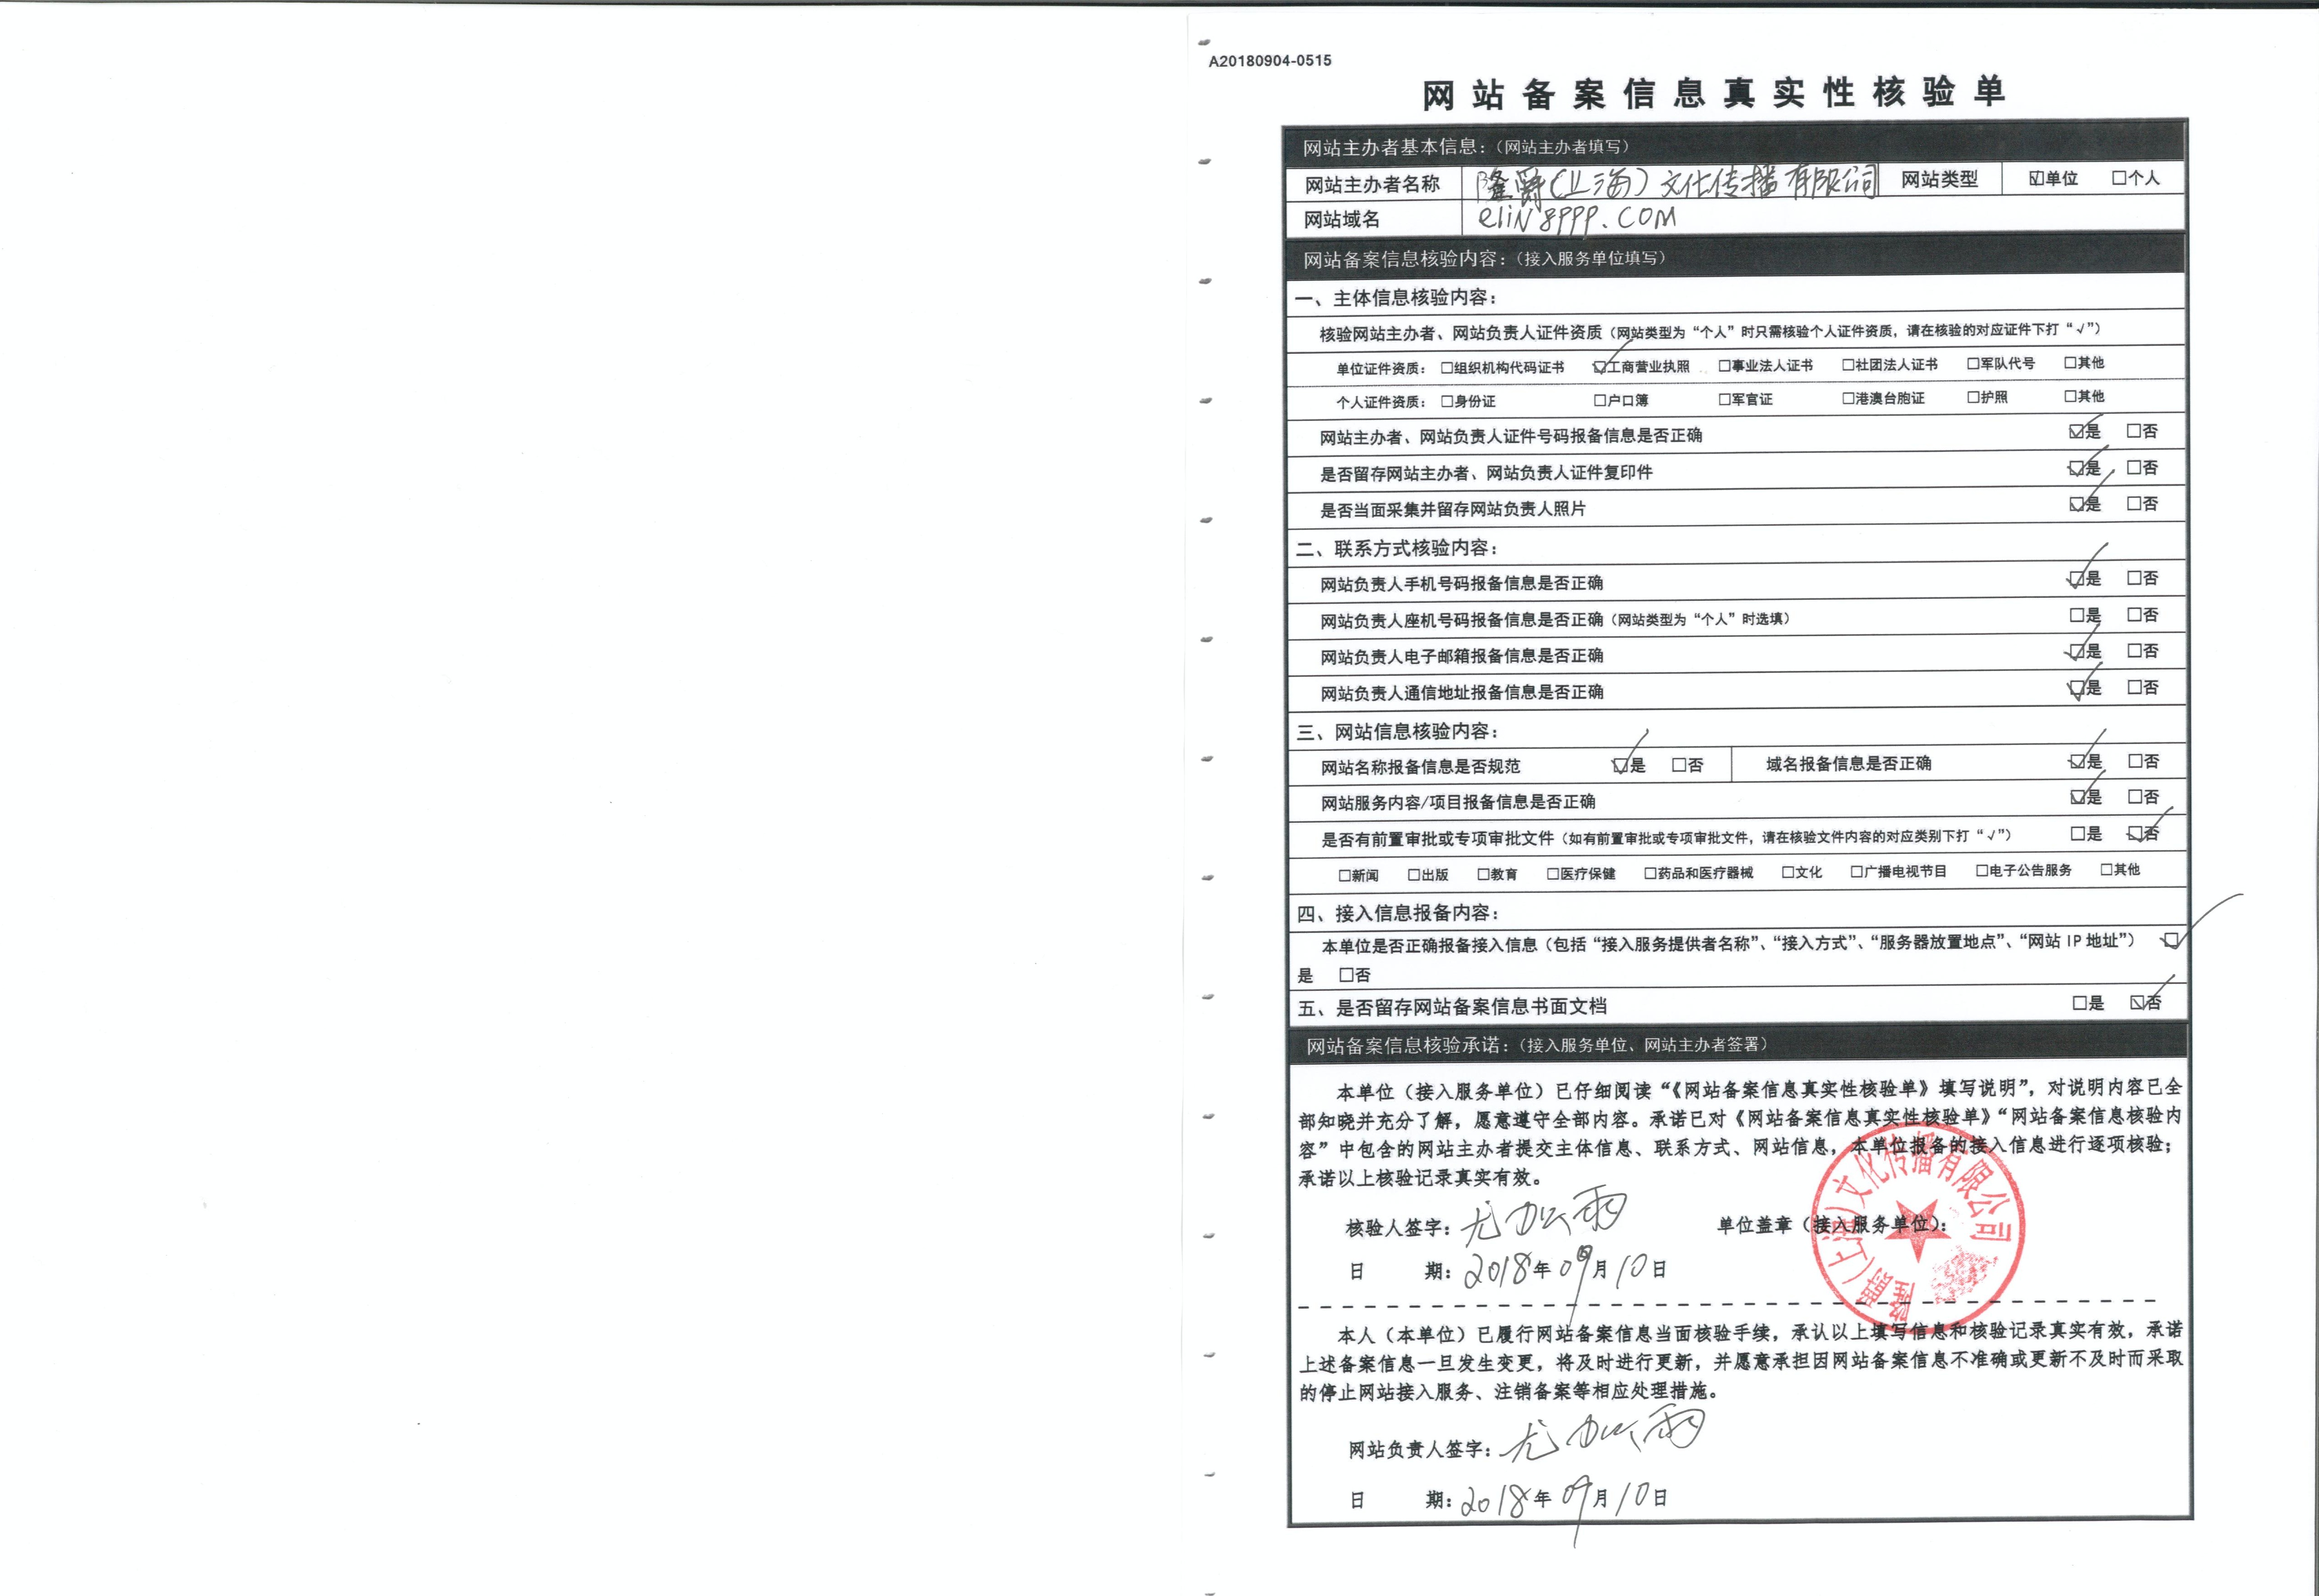 A20180904-0515
网站备案信息真实性核验单
网站主办者基本信息：（网站主办者填写）
网站主办者名称 隆爵（上海）文化传播有限公司 网站类型 ☑单位 □个人
网站域名
网站备案信息核验内容：（接入服务单位填写）
一、主体信息核验内容：
核验网站主办者、网站负责人证件资质（网站类型为“个人”时只需核验个人证件资质，请在核验的对应证件下打“√”）
单位证件资质： □组织机构代码证书 ☑工商营业执照 □事业法人证书 □社团法人证书 □军队代号 □其他
个人证件资质： □身份证 □户口簿 □军官证 □港澳台胞证 □护照 □其他
网站主办者、网站负责人证件号码报备信息是否正确 ☑是 □否
是否留存网站主办者、网站负责人证件复印件 ☑是 □否
是否当面采集并留存网站负责人照片 ☑是 □否
二、联系方式核验内容：
网站负责人手机号码报备信息是否正确 ☑是 □否
网站负责人座机号码报备信息是否正确（网站类型为“个人”时选填） □是 □否
网站负责人电子邮箱报备信息是否正确 ☑是 □否
网站负责人通信地址报备信息是否正确 ☑是 □否
三、网站信息核验内容：
网站名称报备信息是否规范 ☑是 □否 域名报备信息是否正确 ☑是 □否
网站服务内容/项目报备信息是否正确 ☑是 □否
是否有前置审批或专项审批文件（如有前置审批或专项审批文件，请在核验文件内容的对应类别下打“√”） □是 ☑否
□新闻 □出版 □教育 □医疗保健 □药品和医疗器械 □文化 □广播电视节目 □电子公告服务 □其他
四、接入信息报备内容：
本单位是否正确报备接入信息（包括“接入服务提供者名称”、“接入方式”、“服务器放置地点”、“网站 IP 地址”） ☑
是 □否
五、是否留存网站备案信息书面文档 □是 ☑否
网站备案信息核验承诺：（接入服务单位、网站主办者签署）
本单位（接入服务单位）已仔细阅读“《网站备案信息真实性核验单》填写说明”，对说明内容已全
部知晓并充分了解，愿意遵守全部内容。承诺已对《网站备案信息真实性核验单》“网站备案信息核验内
容”中包含的网站主办者提交主体信息、联系方式、网站信息，本单位报备的接入信息进行逐项核验；
承诺以上核验记录真实有效。
核验人签字： 单位盖章（接入服务单位）：
隆爵（上海）文化传播有限公司
日 期：2018年09月10日
本人（本单位）已履行网站备案信息当面核验手续，承认以上填写信息和核验记录真实有效，承诺
上述备案信息一旦发生变更，将及时进行更新，并愿意承担因网站备案信息不准确或更新不及时而采取
的停止网站接入服务、注销备案等相应处理措施。
网站负责人签字：
日 期：2018年09月10日